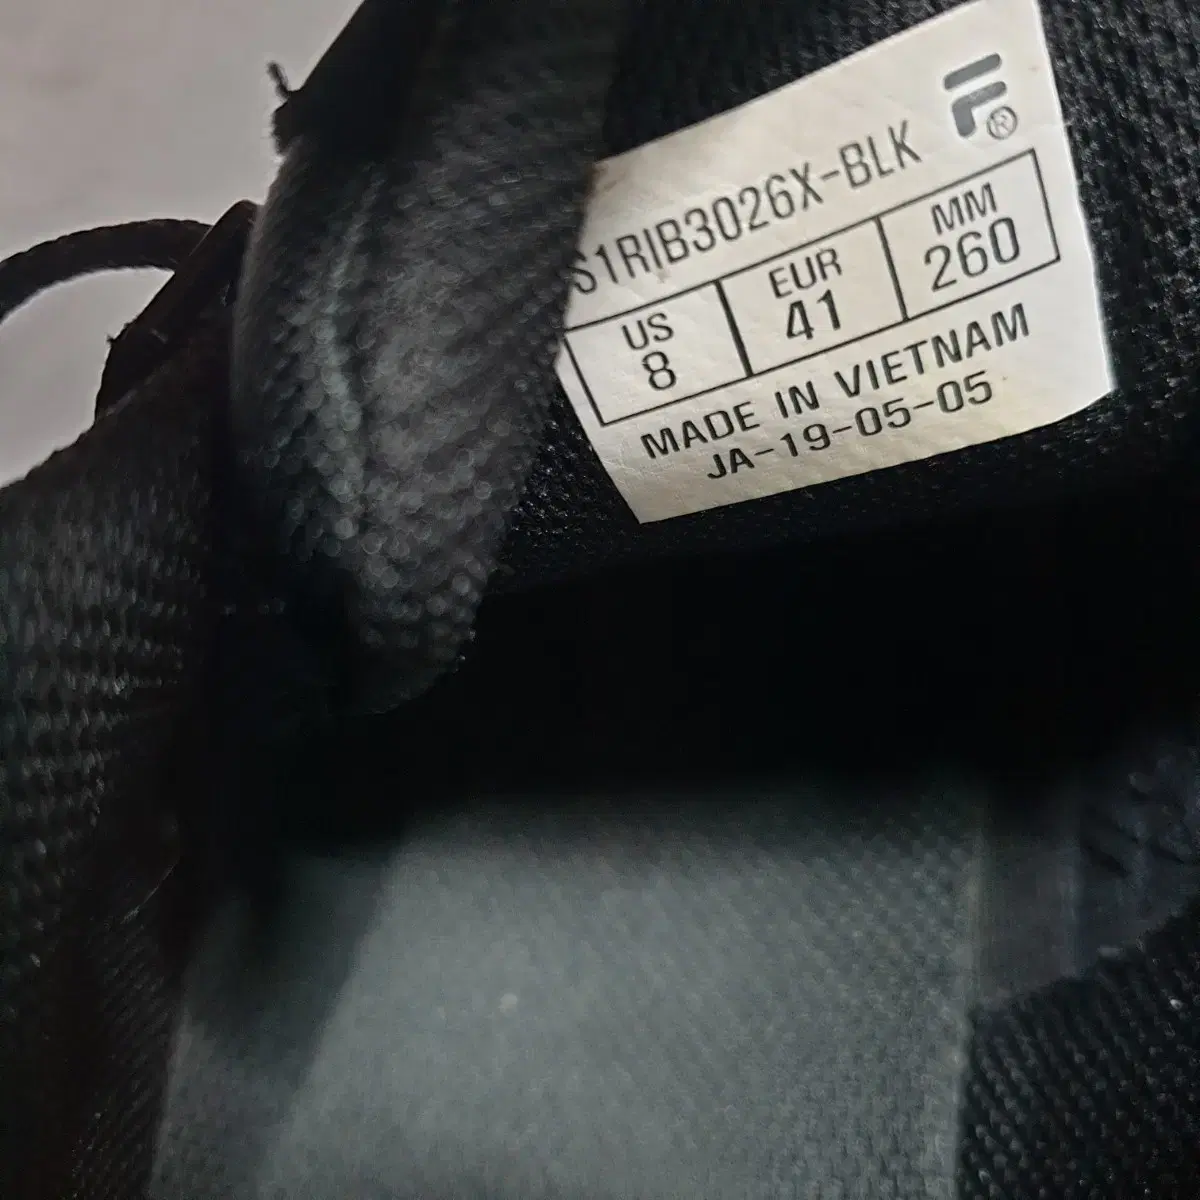 S1RIB3026X-BLK
US EUR MM
8 41 260
MADE IN VIETNAM
JA-19-05-05